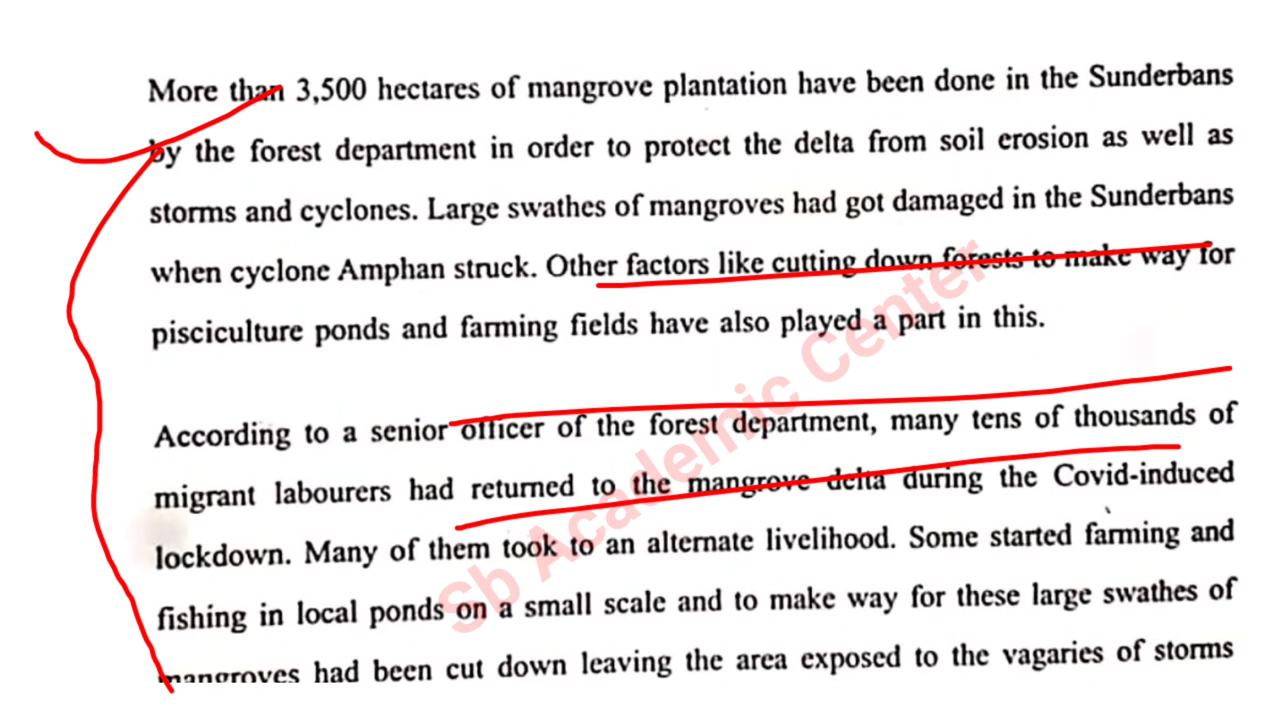 More than 3,500 hectares of mangrove plantation have been done in the Sunderbans
by the forest department in order to protect the delta from soil erosion as well as
storms and cyclones. Large swathes of mangroves had got damaged in the Sunderbans
when cyclone Amphan struck. Other factors like cutting down forests to make way for
pisciculture ponds and farming fields have also played a part in this.
According to a senior officer of the forest department, many tens of thousands of
migrant labourers had returned to the mangrove delta during the Covid-induced
lockdown. Many of them took to an alternate livelihood. Some started farming and
fishing in local ponds on a small scale and to make way for these large swathes of
mangroves had been cut down leaving the area exposed to the vagaries of storms
Sb Academic Center